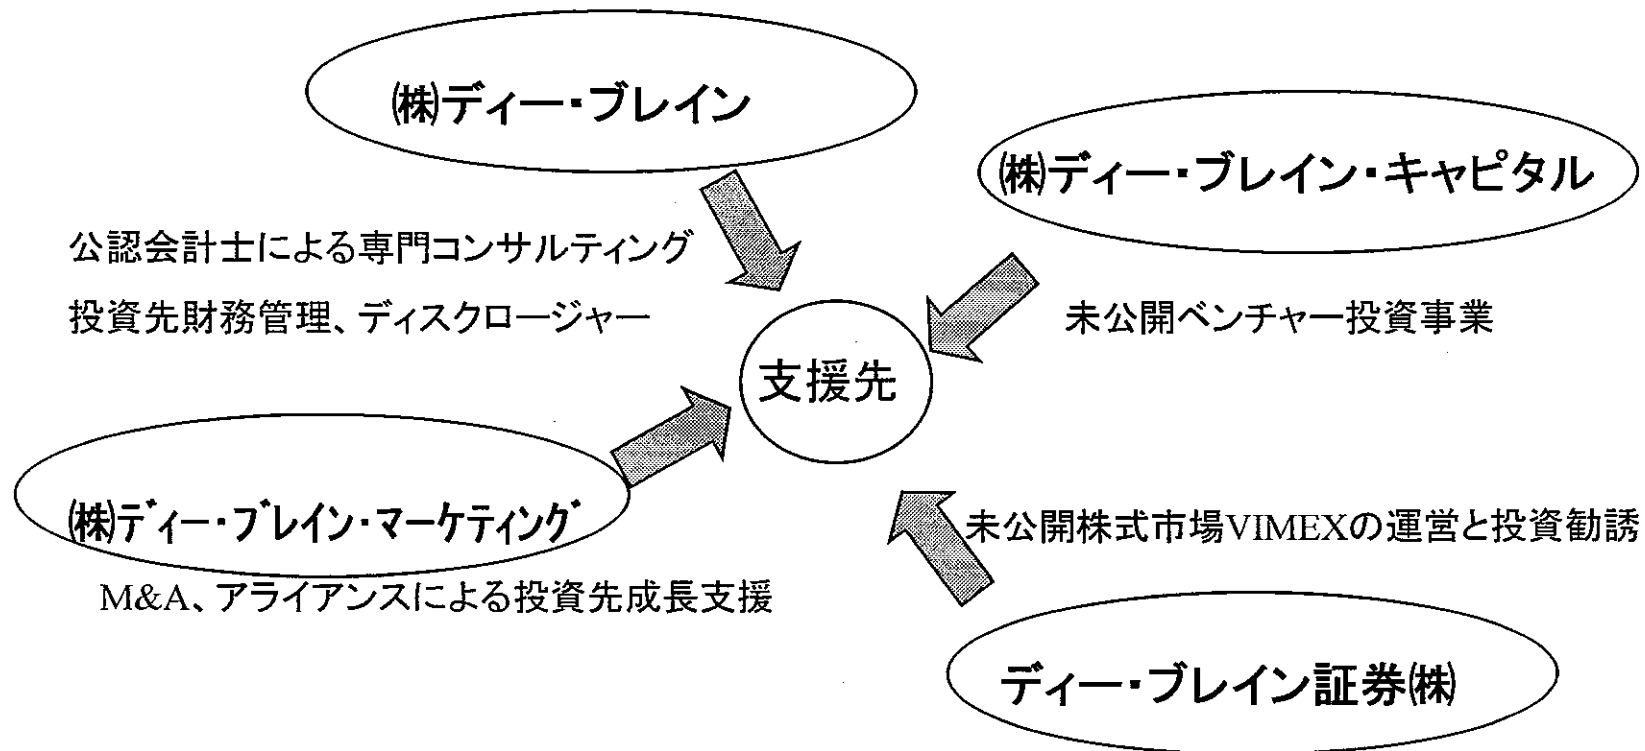 ㈱ディー・ブレイン
㈱ディー・ブレイン・キャピタル
公認会計士による専門コンサルティング
投資先財務管理、ディスクロージャー
未公開ベンチャー投資事業
支援先
㈱ディー・ブレイン・マーケティング
M&A、アライアンスによる投資先成長支援
未公開株式市場VIMEXの運営と投資勧誘
ディー・ブレイン証券㈱